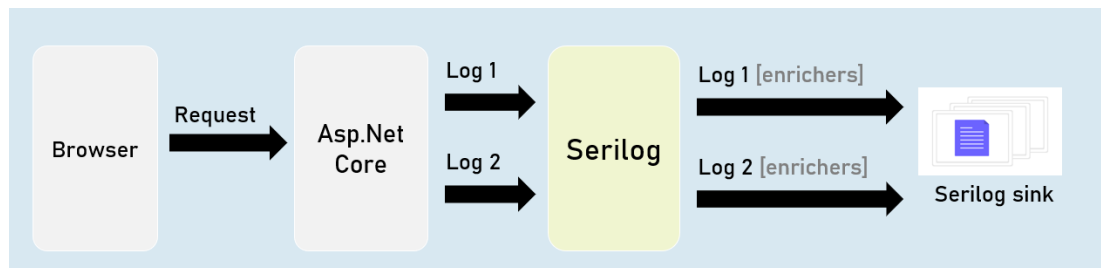 Browser
Request
Asp.Net
Core
Log 1
Log 2
Serilog
Log 1 [enrichers]
Log 2 [enrichers]
Serilog sink